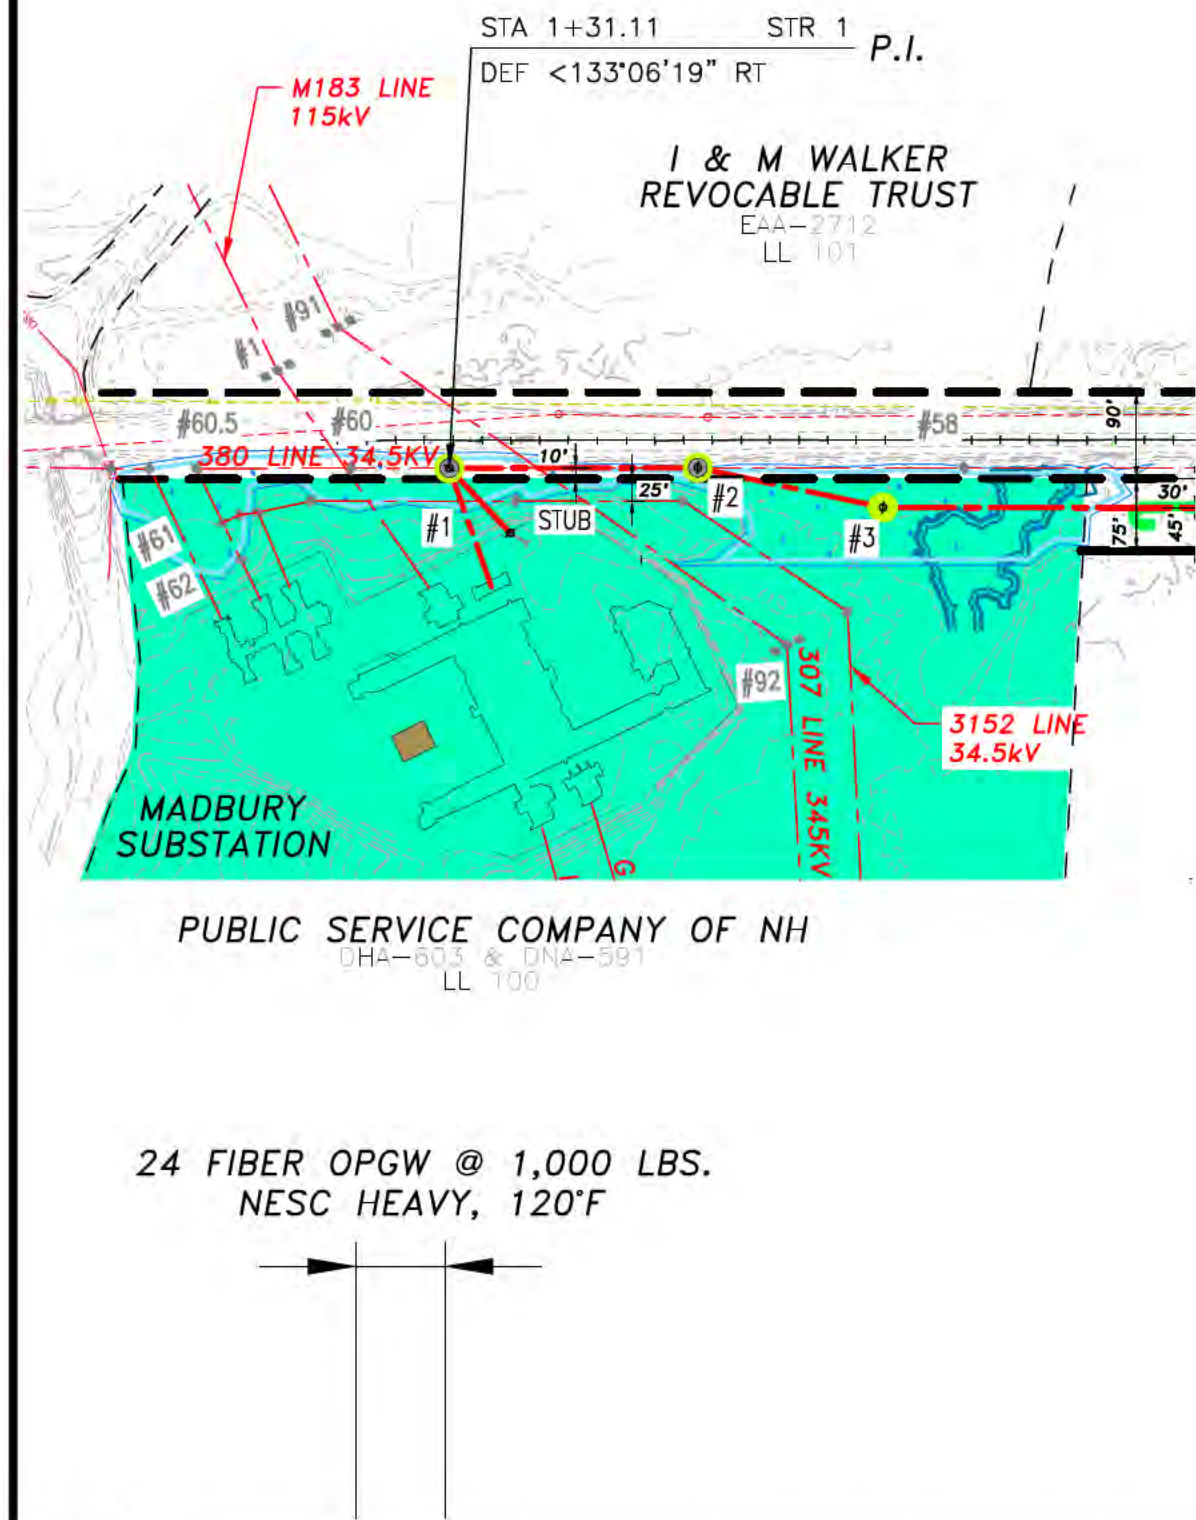 STA 1+31.11 STR 1
P.I.
DEF <133°06'19" RT
M183 LINE
115kV
I & M WALKER
REVOCABLE TRUST
EAA-2712
LL 101
#91
#1
90'
#60.5
#60
#58
380 LINE 34.5KV
10'
25'
30'
#2
#1
STUB
#3
75'
45'
#61
#62
#92
307 LINE 345KV
3152 LINE
34.5kV
MADBURY
SUBSTATION
G
PUBLIC SERVICE COMPANY OF NH
DHA-603 & DNA-591
LL 100
24 FIBER OPGW @ 1,000 LBS.
NESC HEAVY, 120°F